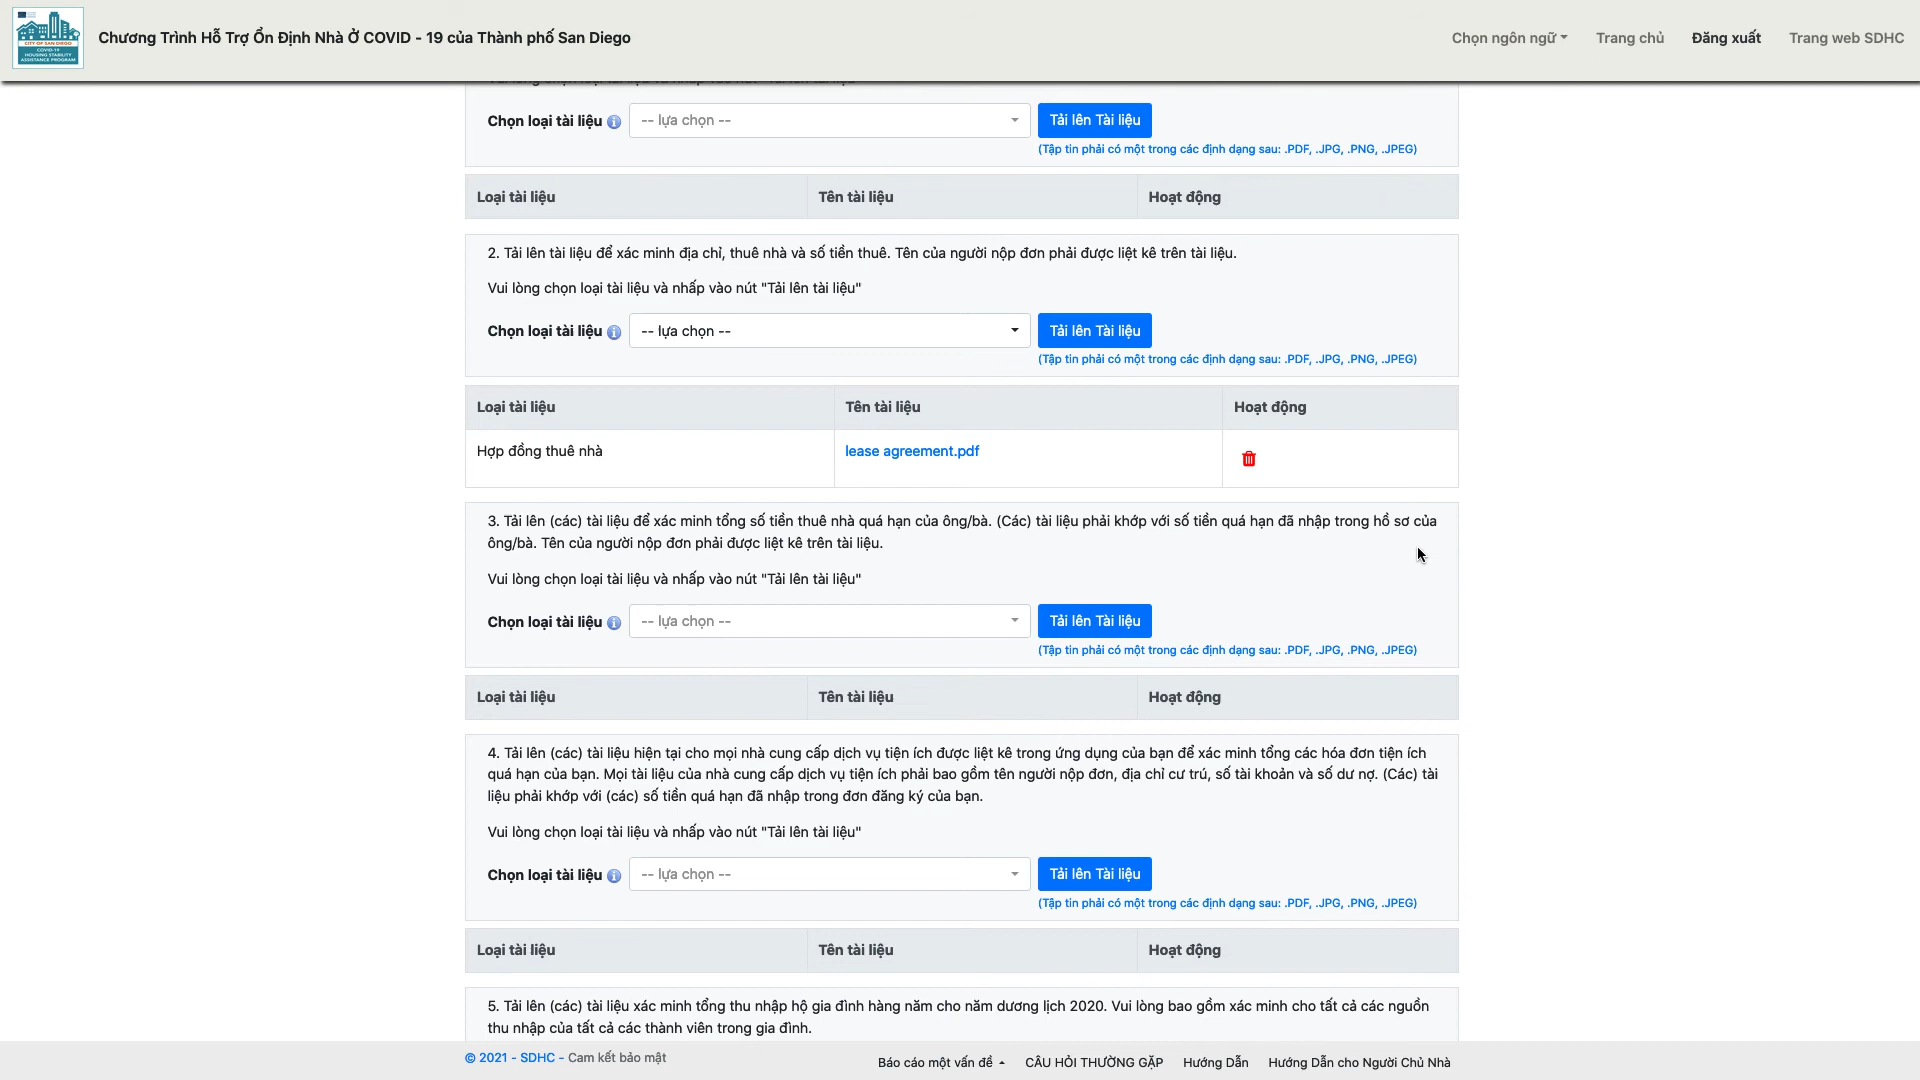 CITY OF SAN DIEGO
COVID-19
HOUSING STABILITY
ASSISTANCE PROGRAM
Chương Trình Hỗ Trợ Ổn Định Nhà Ở COVID - 19 của Thành phố San Diego
Chọn ngôn ngữ
Trang chủ
Đăng xuất
Trang web SDHC
Chọn loại tài liệu
-- lựa chọn --
Tải lên Tài liệu
(Tập tin phải có một trong các định dạng sau: .PDF, .JPG, .PNG, .JPEG)
Loại tài liệu
Tên tài liệu
Hoạt động
2. Tải lên tài liệu để xác minh địa chỉ, thuê nhà và số tiền thuê. Tên của người nộp đơn phải được liệt kê trên tài liệu.
Vui lòng chọn loại tài liệu và nhấp vào nút "Tải lên tài liệu"
Chọn loại tài liệu
-- lựa chọn --
Tải lên Tài liệu
(Tập tin phải có một trong các định dạng sau: .PDF, .JPG, .PNG, .JPEG)
Loại tài liệu
Tên tài liệu
Hoạt động
Hợp đồng thuê nhà
lease agreement.pdf
3. Tải lên (các) tài liệu để xác minh tổng số tiền thuê nhà quá hạn của ông/bà. (Các) tài liệu phải khớp với số tiền quá hạn đã nhập trong hồ sơ của
ông/bà. Tên của người nộp đơn phải được liệt kê trên tài liệu.
Vui lòng chọn loại tài liệu và nhấp vào nút "Tải lên tài liệu"
Chọn loại tài liệu
-- lựa chọn --
Tải lên Tài liệu
(Tập tin phải có một trong các định dạng sau: .PDF, .JPG, .PNG, .JPEG)
Loại tài liệu
Tên tài liệu
Hoạt động
4. Tải lên (các) tài liệu hiện tại cho mọi nhà cung cấp dịch vụ tiện ích được liệt kê trong ứng dụng của bạn để xác minh tổng các hóa đơn tiện ích
quá hạn của bạn. Mọi tài liệu của nhà cung cấp dịch vụ tiện ích phải bao gồm tên người nộp đơn, địa chỉ cư trú, số tài khoản và số dư nợ. (Các) tài
liệu phải khớp với (các) số tiền quá hạn đã nhập trong đơn đăng ký của bạn.
Vui lòng chọn loại tài liệu và nhấp vào nút "Tải lên tài liệu"
Chọn loại tài liệu
-- lựa chọn --
Tải lên Tài liệu
(Tập tin phải có một trong các định dạng sau: .PDF, .JPG, .PNG, .JPEG)
Loại tài liệu
Tên tài liệu
Hoạt động
5. Tải lên (các) tài liệu xác minh tổng thu nhập hộ gia đình hàng năm cho năm dương lịch 2020. Vui lòng bao gồm xác minh cho tất cả các nguồn
thu nhập của tất cả các thành viên trong gia đình.
© 2021 - SDHC - Cam kết bảo mật
Báo cáo một vấn đề
CÂU HỎI THƯỜNG GẶP
Hướng Dẫn
Hướng Dẫn cho Người Chủ Nhà